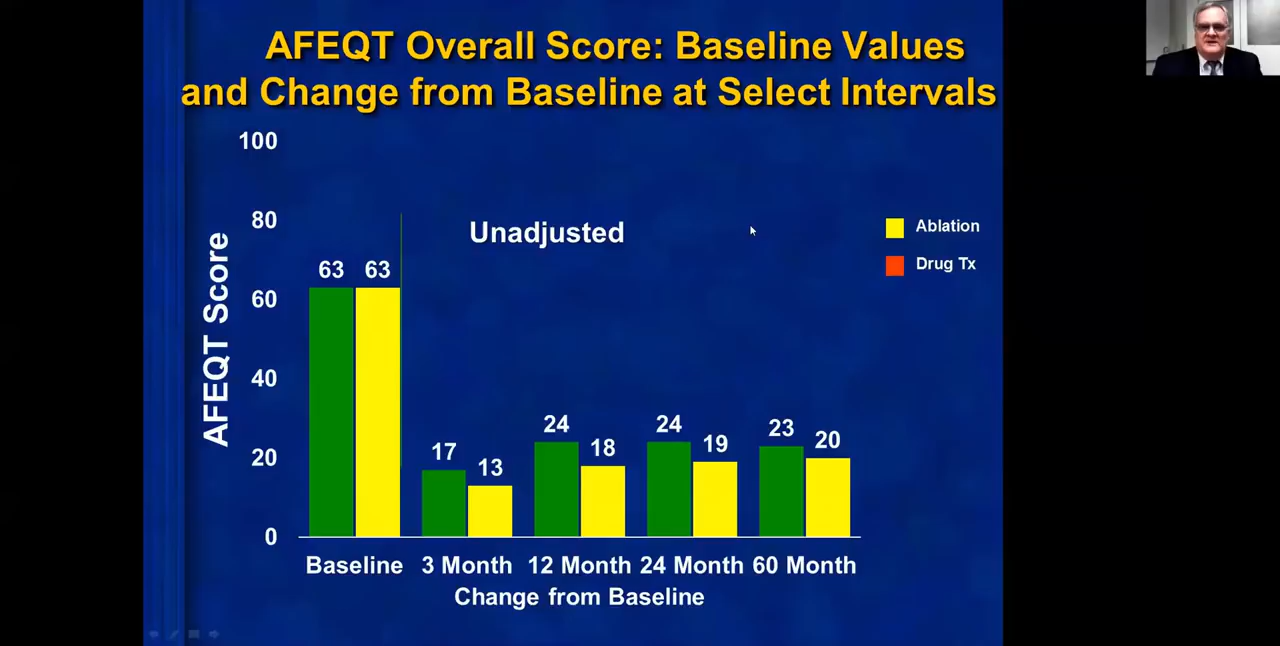 AFEQT Overall Score: Baseline Values
and Change from Baseline at Select Intervals
100
80
60
40
20
0
AFEQT Score
Unadjusted
Ablation
Drug Tx
63 63
17 13
24 18
24 19
23 20
Baseline 3 Month 12 Month 24 Month 60 Month
Change from Baseline